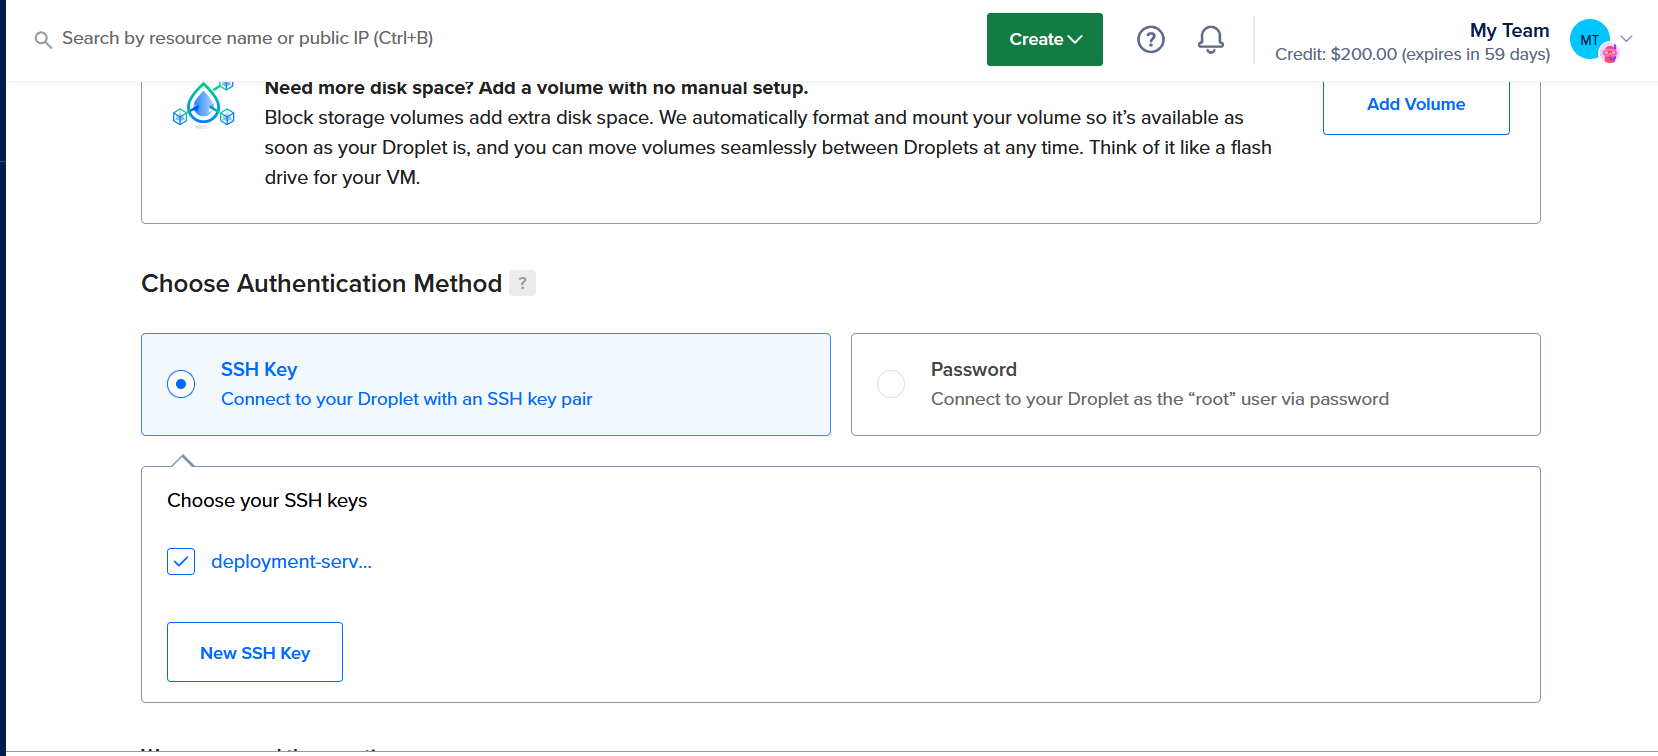 Search by resource name or public IP (Ctrl+B)
Create
?
My Team
Credit: $200.00 (expires in 59 days)
MT
Need more disk space? Add a volume with no manual setup.
Block storage volumes add extra disk space. We automatically format and mount your volume so it’s available as
soon as your Droplet is, and you can move volumes seamlessly between Droplets at any time. Think of it like a flash
drive for your VM.
Add Volume
Choose Authentication Method ?
SSH Key
Connect to your Droplet with an SSH key pair
Password
Connect to your Droplet as the “root” user via password
Choose your SSH keys
deployment-serv...
New SSH Key